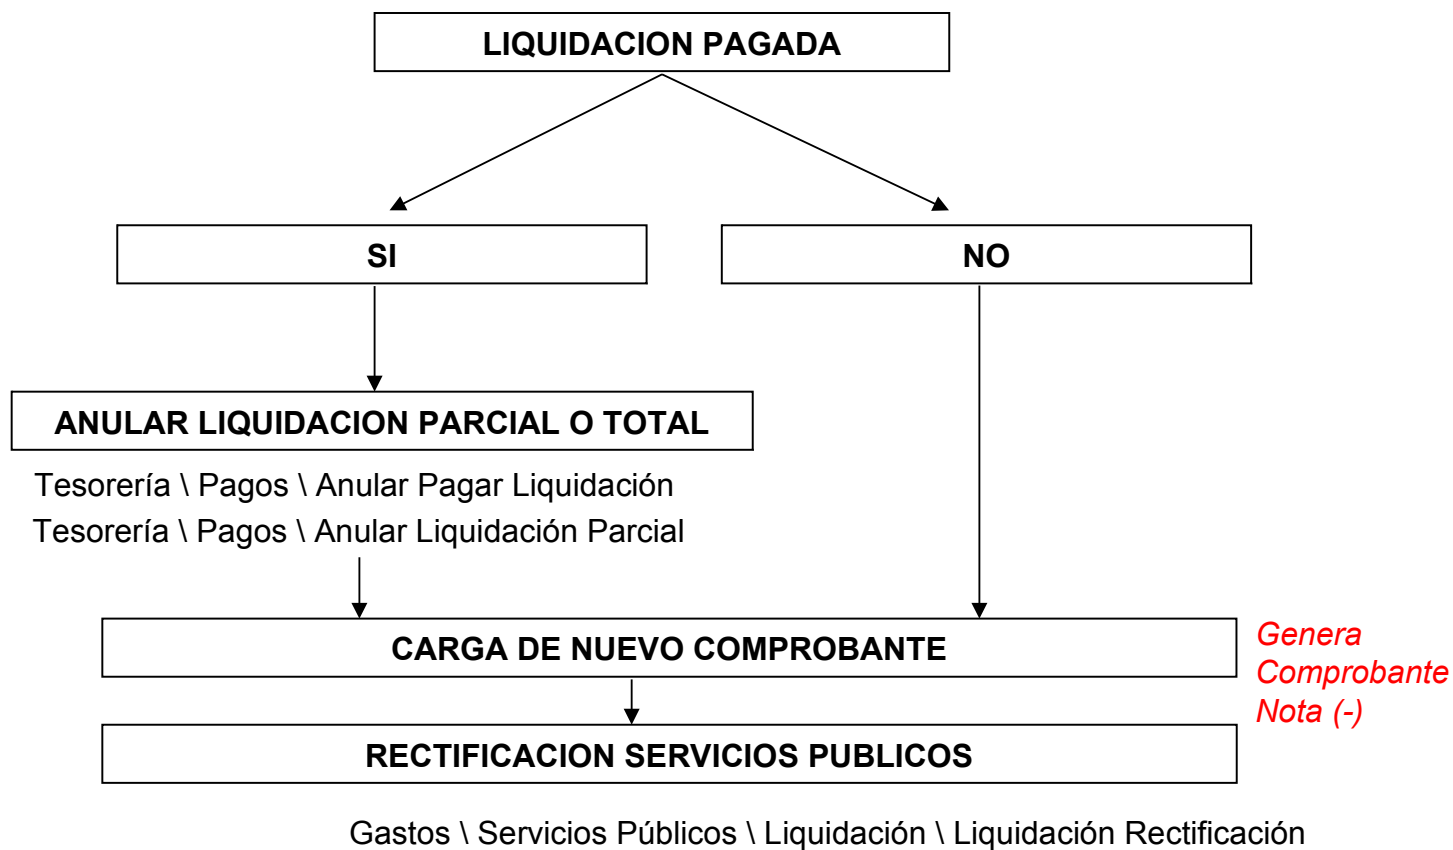 LIQUIDACION PAGADA
SI
NO
ANULAR LIQUIDACION PARCIAL O TOTAL
Tesorería \ Pagos \ Anular Pagar Liquidación
Tesorería \ Pagos \ Anular Liquidación Parcial
CARGA DE NUEVO COMPROBANTE
Genera
Comprobante
Nota (-)
RECTIFICACION SERVICIOS PUBLICOS
Gastos \ Servicios Públicos \ Liquidación \ Liquidación Rectificación